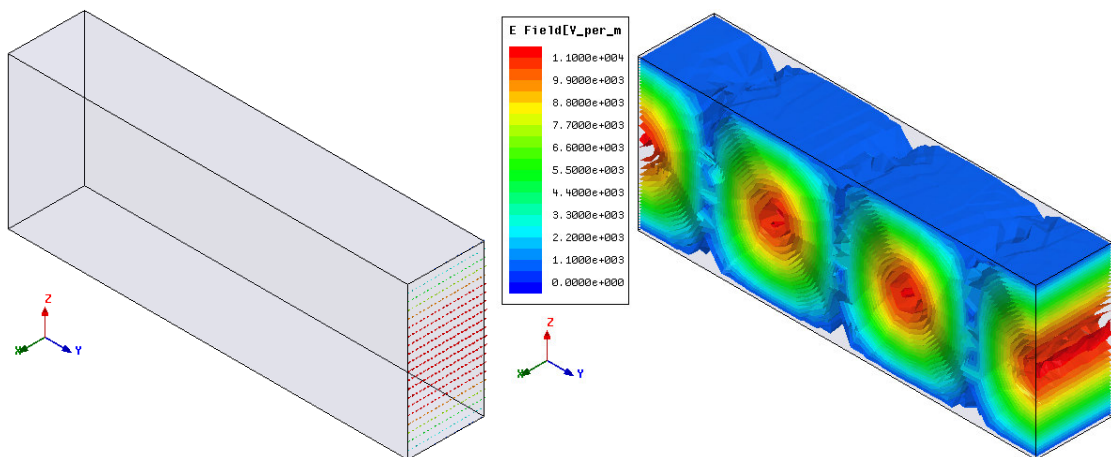 E Field[V_per_m
1.1000e+004
9.9000e+003
8.8000e+003
7.7000e+003
6.6000e+003
5.5000e+003
4.4000e+003
3.3000e+003
2.2000e+003
1.1000e+003
0.0000e+000
Z
X
Y
Z
X
Y